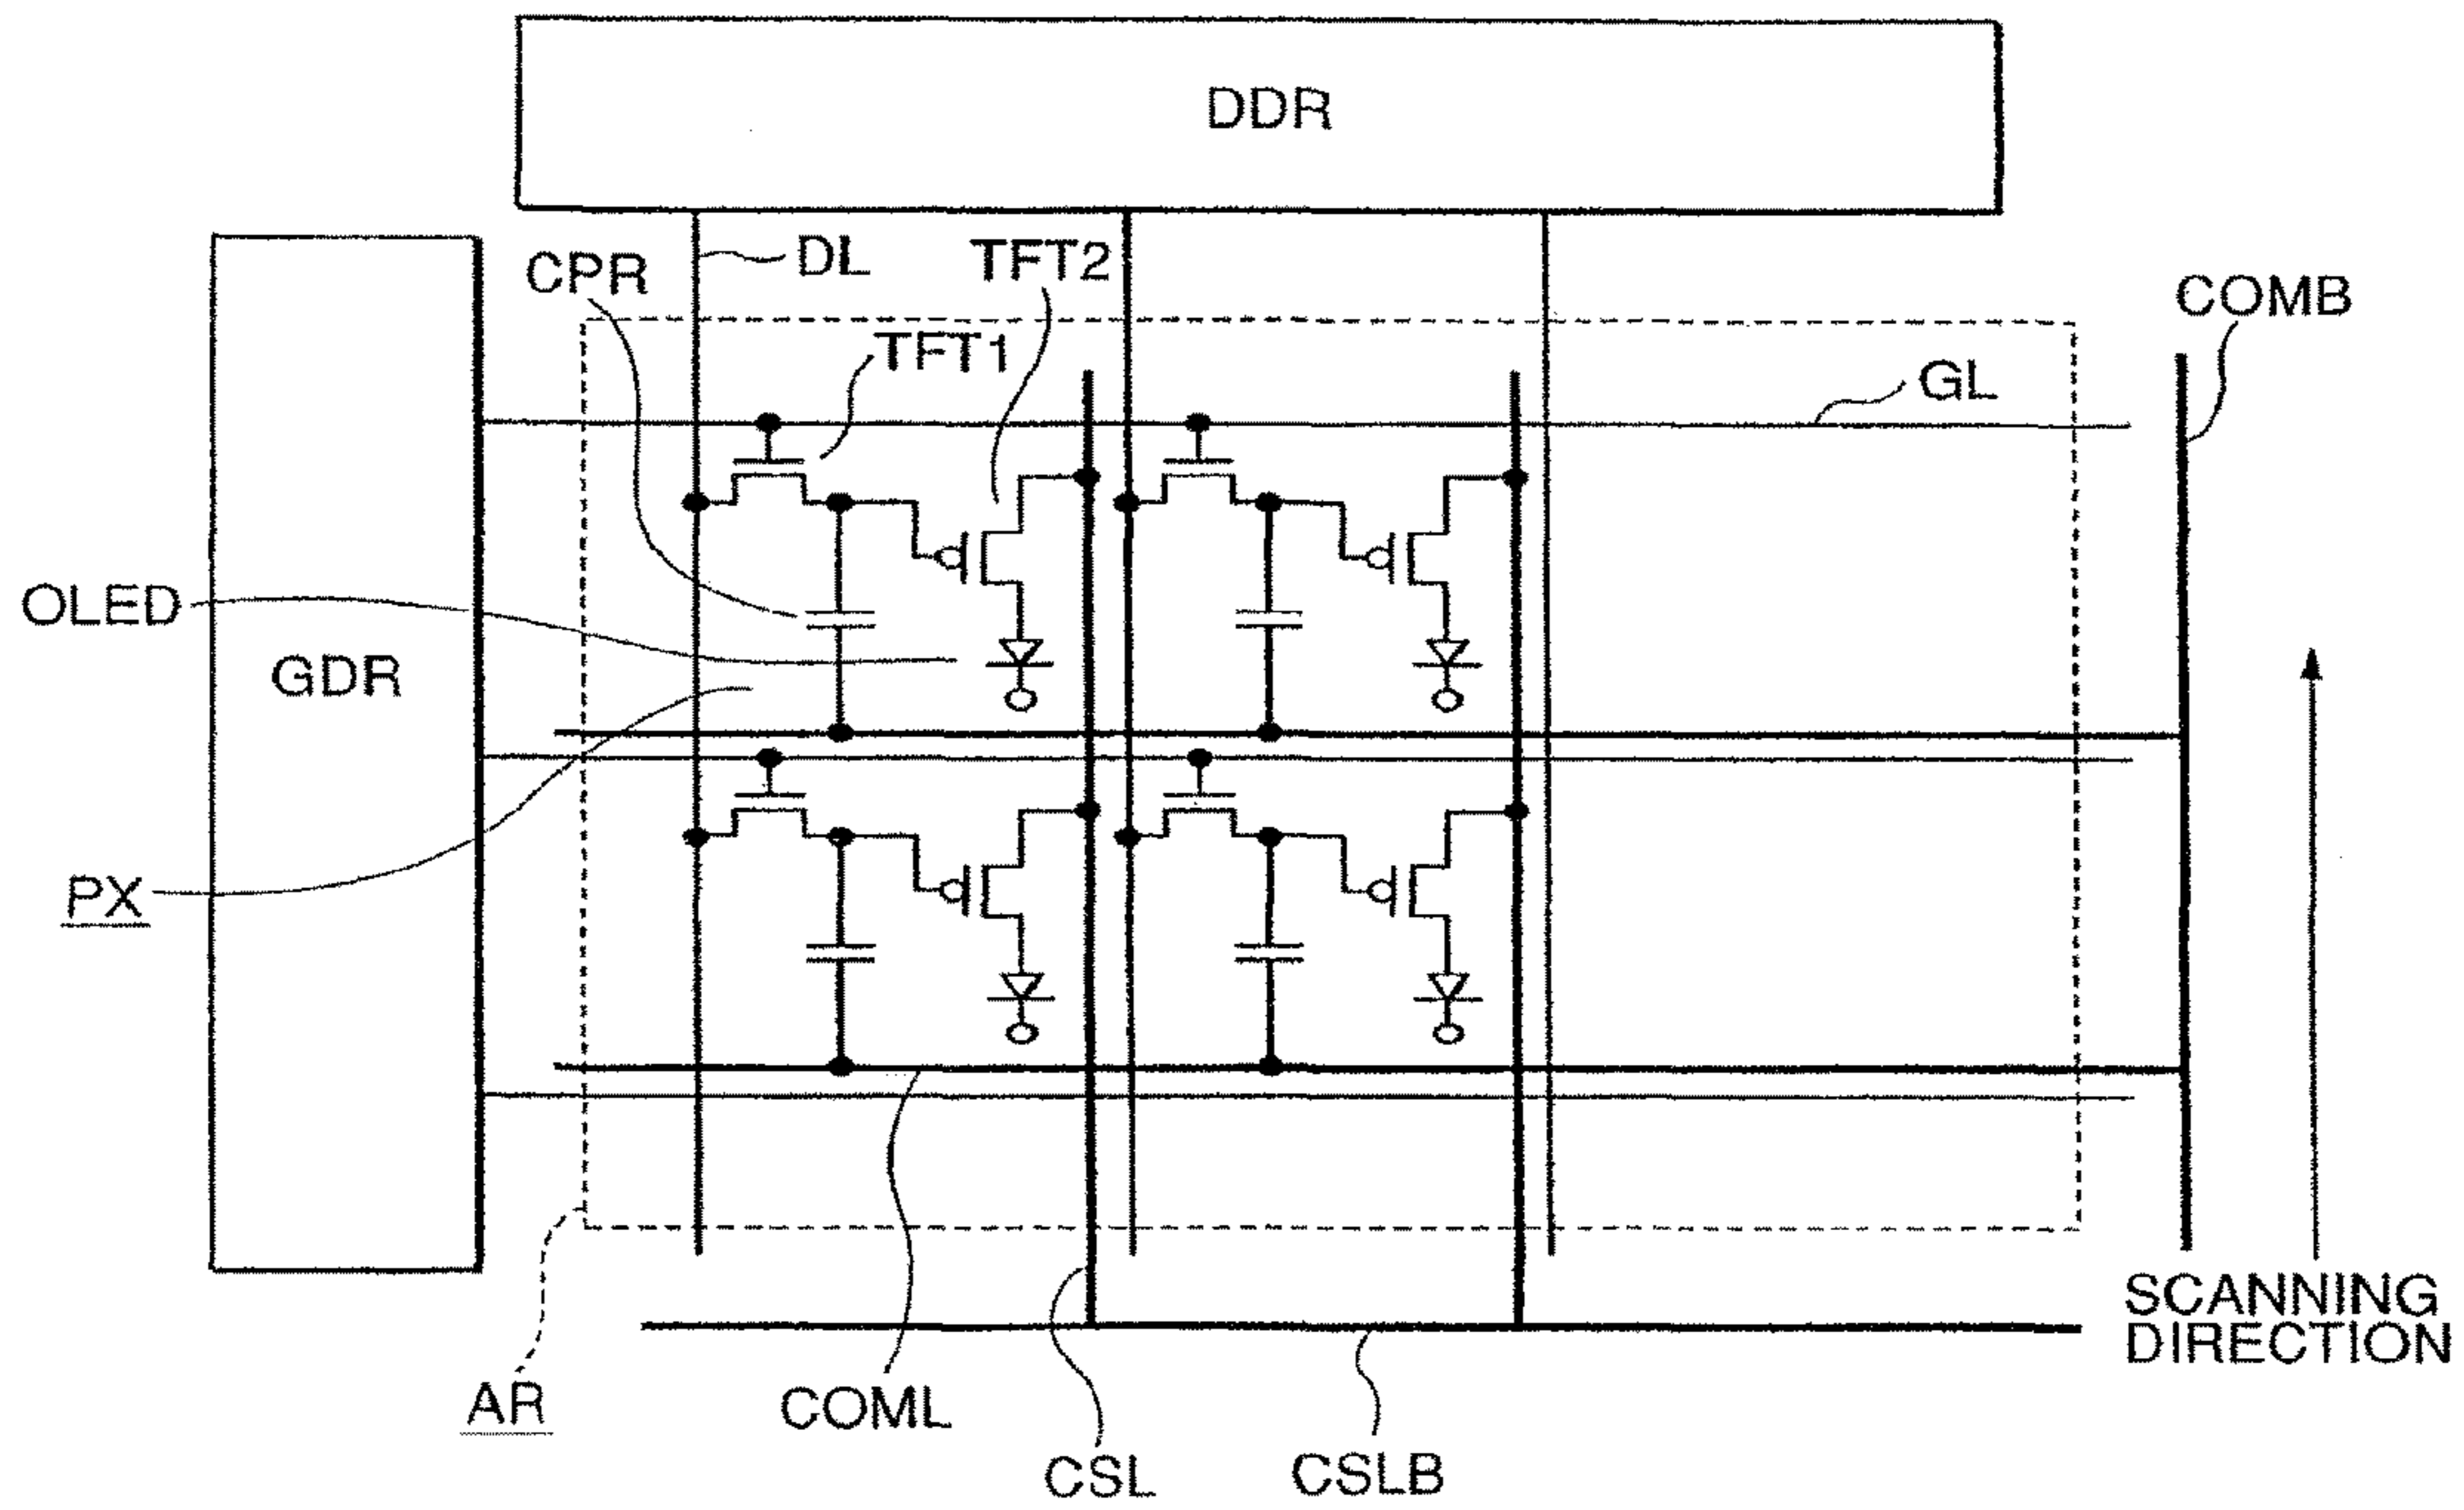 DDR
DL
TFT2
CPR
COMB
TFT1
GL
OLED
GDR
PX
SCANNING
DIRECTION
AR
COML
CSL
CSLB